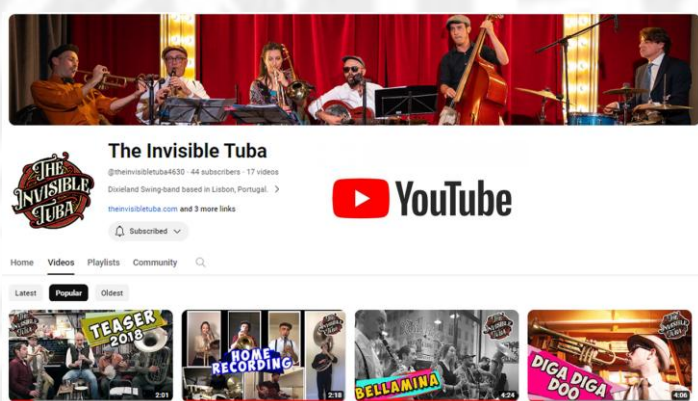 The Invisible Tuba
@theinvisibletuba4630 · 44 subscribers · 17 videos
Dixieland Swing-band based in Lisbon, Portugal.
theinvisibletuba.com and 3 more links
Subscribed
THE
INVISIBLE
TUBA
YouTube
Home Videos Playlists Community
Latest Popular Oldest
TEASER
2018
2:01
HOME
RECORDING
2:18
BELLAMINA
4:24
DIGA DIGA
DOO
4:06